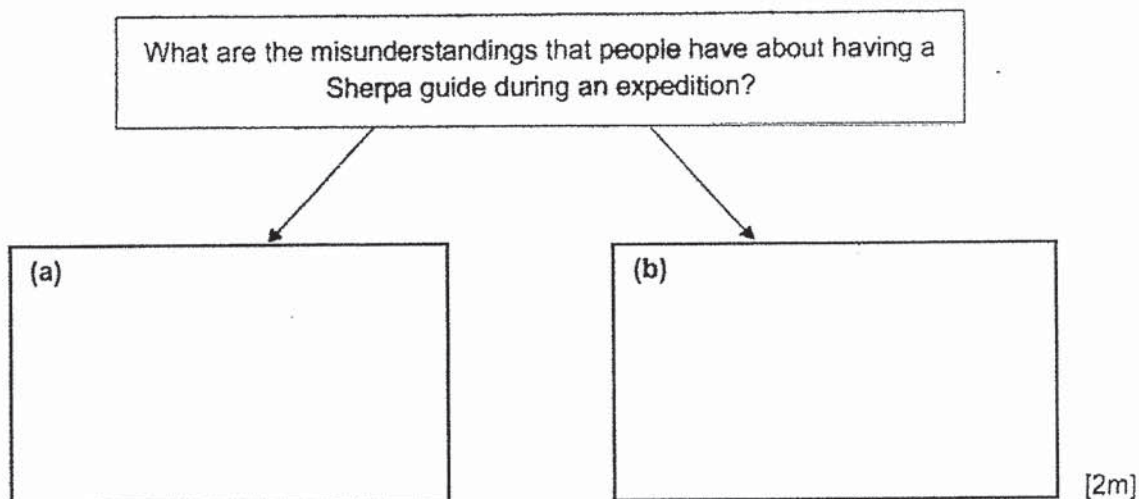 What are the misunderstandings that people have about having a
Sherpa guide during an expedition?
(a)
(b)
[2m]